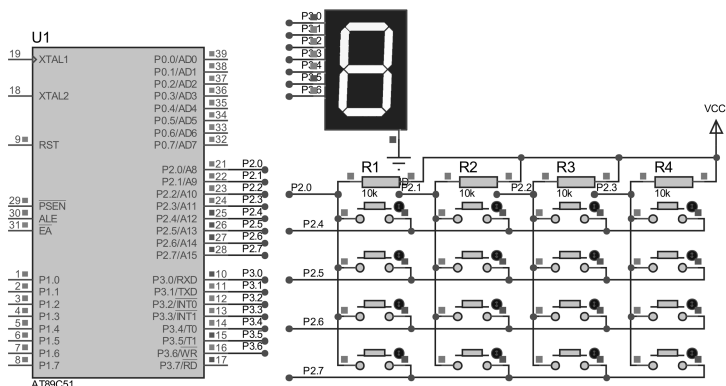 U1
19 XTAL1
18 XTAL2
9 RST
29 PSEN
30 ALE
31 EA
1 P1.0
2 P1.1
3 P1.2
4 P1.3
5 P1.4
6 P1.5
7 P1.6
8 P1.7
P0.0/AD0 39
P0.1/AD1 38
P0.2/AD2 37
P0.3/AD3 36
P0.4/AD4 35
P0.5/AD5 34
P0.6/AD6 33
P0.7/AD7 32
P2.0/A8 21 P2.0
P2.1/A9 22 P2.1
P2.2/A10 23 P2.2
P2.3/A11 24 P2.3
P2.4/A12 25 P2.4
P2.5/A13 26 P2.5
P2.6/A14 27 P2.6
P2.7/A15 28 P2.7
P3.0/RXD 10 P3.0
P3.1/TXD 11 P3.1
P3.2/INT0 12 P3.2
P3.3/INT1 13 P3.3
P3.4/T0 14 P3.4
P3.5/T1 15 P3.5
P3.6/WR 16 P3.6
P3.7/RD 17
AT89C51
P3.0
P3.1
P3.2
P3.3
P3.4
P3.5
P3.6
8
VCC
R1 R2 R3 R4
P2.0 10k P2.1 10k P2.2 10k P2.3 10k
P2.4
P2.5
P2.6
P2.7